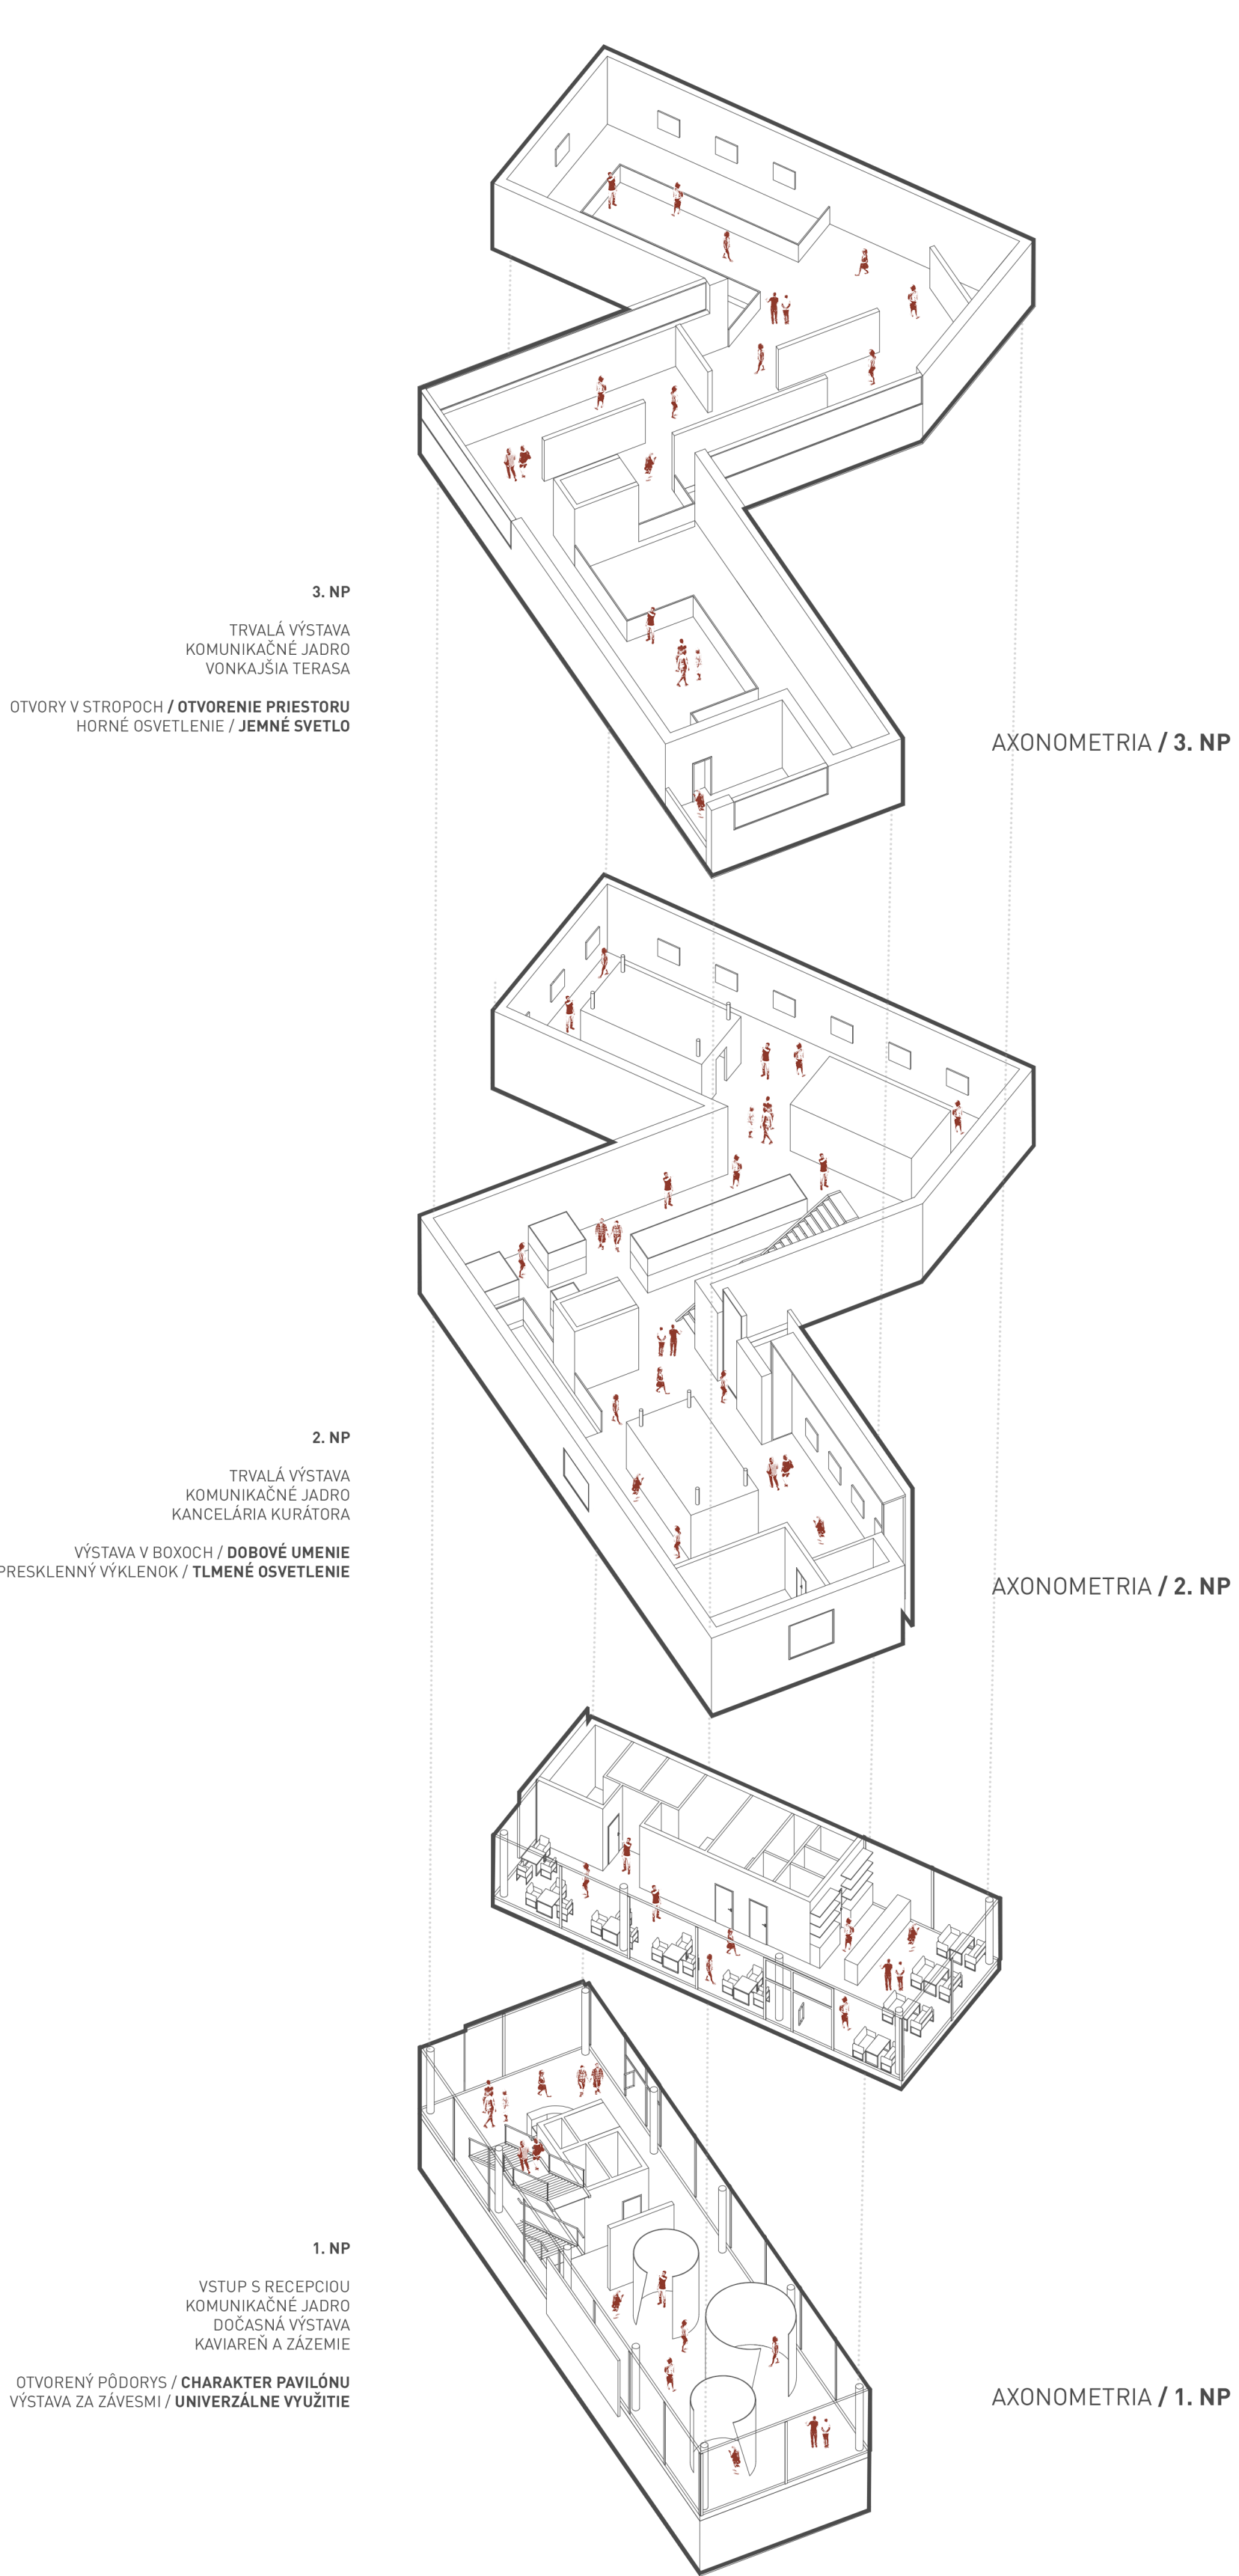 3. NP
TRVALÁ VÝSTAVA
KOMUNIKAČNÉ JADRO
VONKAJŠIA TERASA
OTVORY V STROPOCH / OTVORENIE PRIESTORU
HORNÉ OSVETLENIE / JEMNÉ SVETLO
AXONOMETRIA / 3. NP
2. NP
TRVALÁ VÝSTAVA
KOMUNIKAČNÉ JADRO
KANCELÁRIA KURÁTORA
VÝSTAVA V BOXOCH / DOBOVÉ UMENIE
PRESKLENNÝ VÝKLENOK / TLMENÉ OSVETLENIE
AXONOMETRIA / 2. NP
1. NP
VSTUP S RECEPCIOU
KOMUNIKAČNÉ JADRO
DOČASNÁ VÝSTAVA
KAVIAREŇ A ZÁZEMIE
OTVORENÝ PÔDORYS / CHARAKTER PAVILÓNU
VÝSTAVA ZA ZÁVESMI / UNIVERZÁLNE VYUŽITIE
AXONOMETRIA / 1. NP